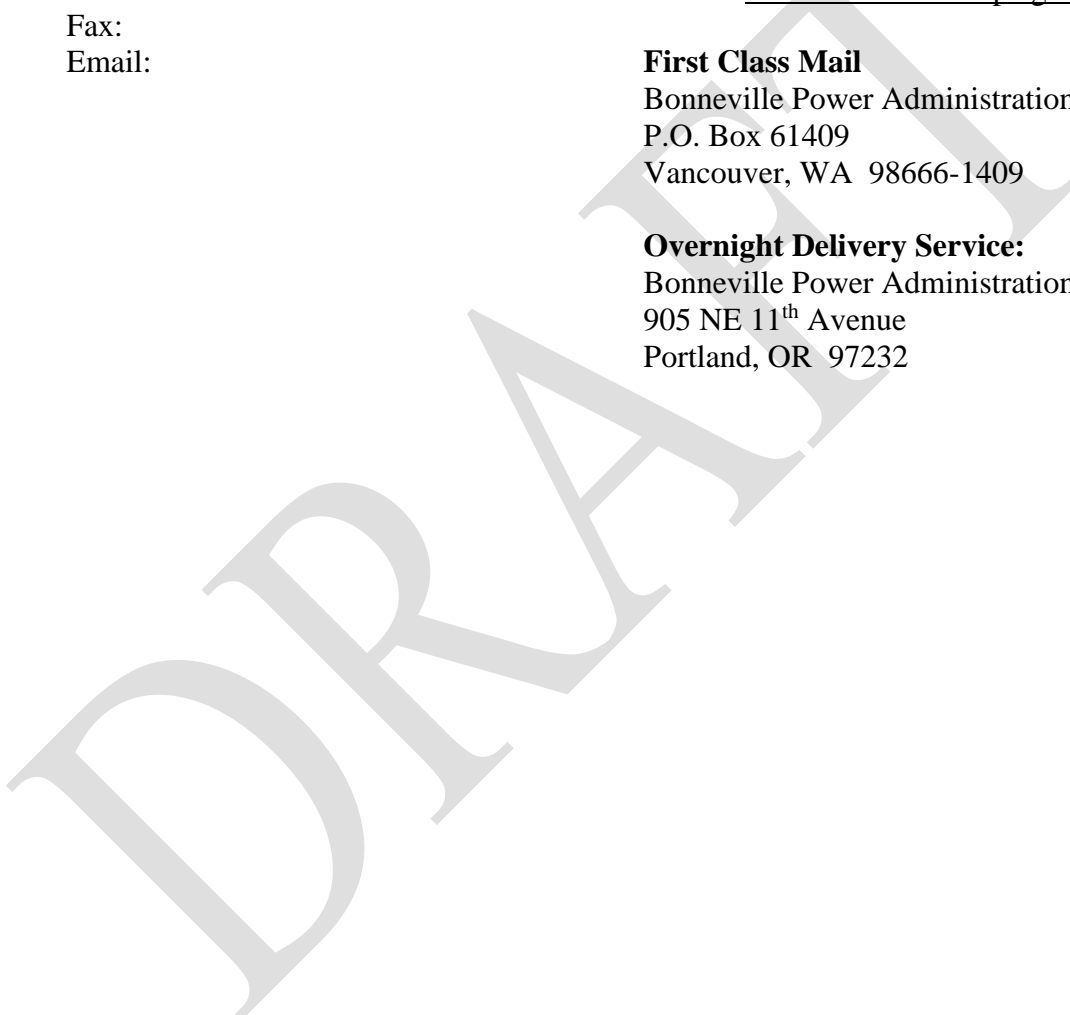 Fax:
Email:
First Class Mail
Bonneville Power Administration
P.O. Box 61409
Vancouver, WA  98666-1409
Overnight Delivery Service:
Bonneville Power Administration
905 NE 11th Avenue
Portland, OR  97232
DRAFT